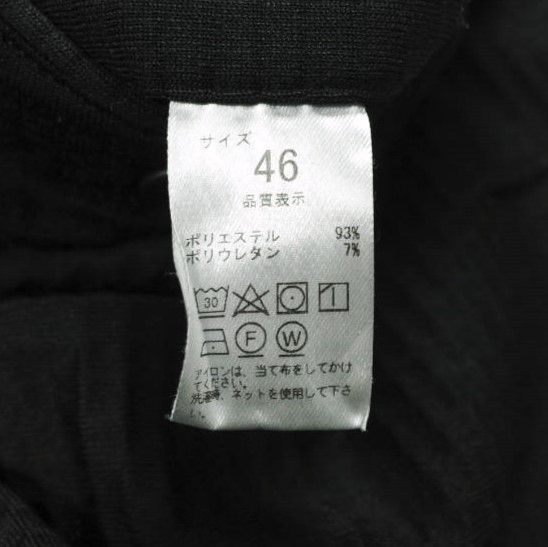 サイズ
46
品質表示
ポリエステル 93%
ポリウレタン 7%
30
F W
アイロンは、当て布をしてかけ
てください。
洗濯時、ネットを使用して下さ
い。